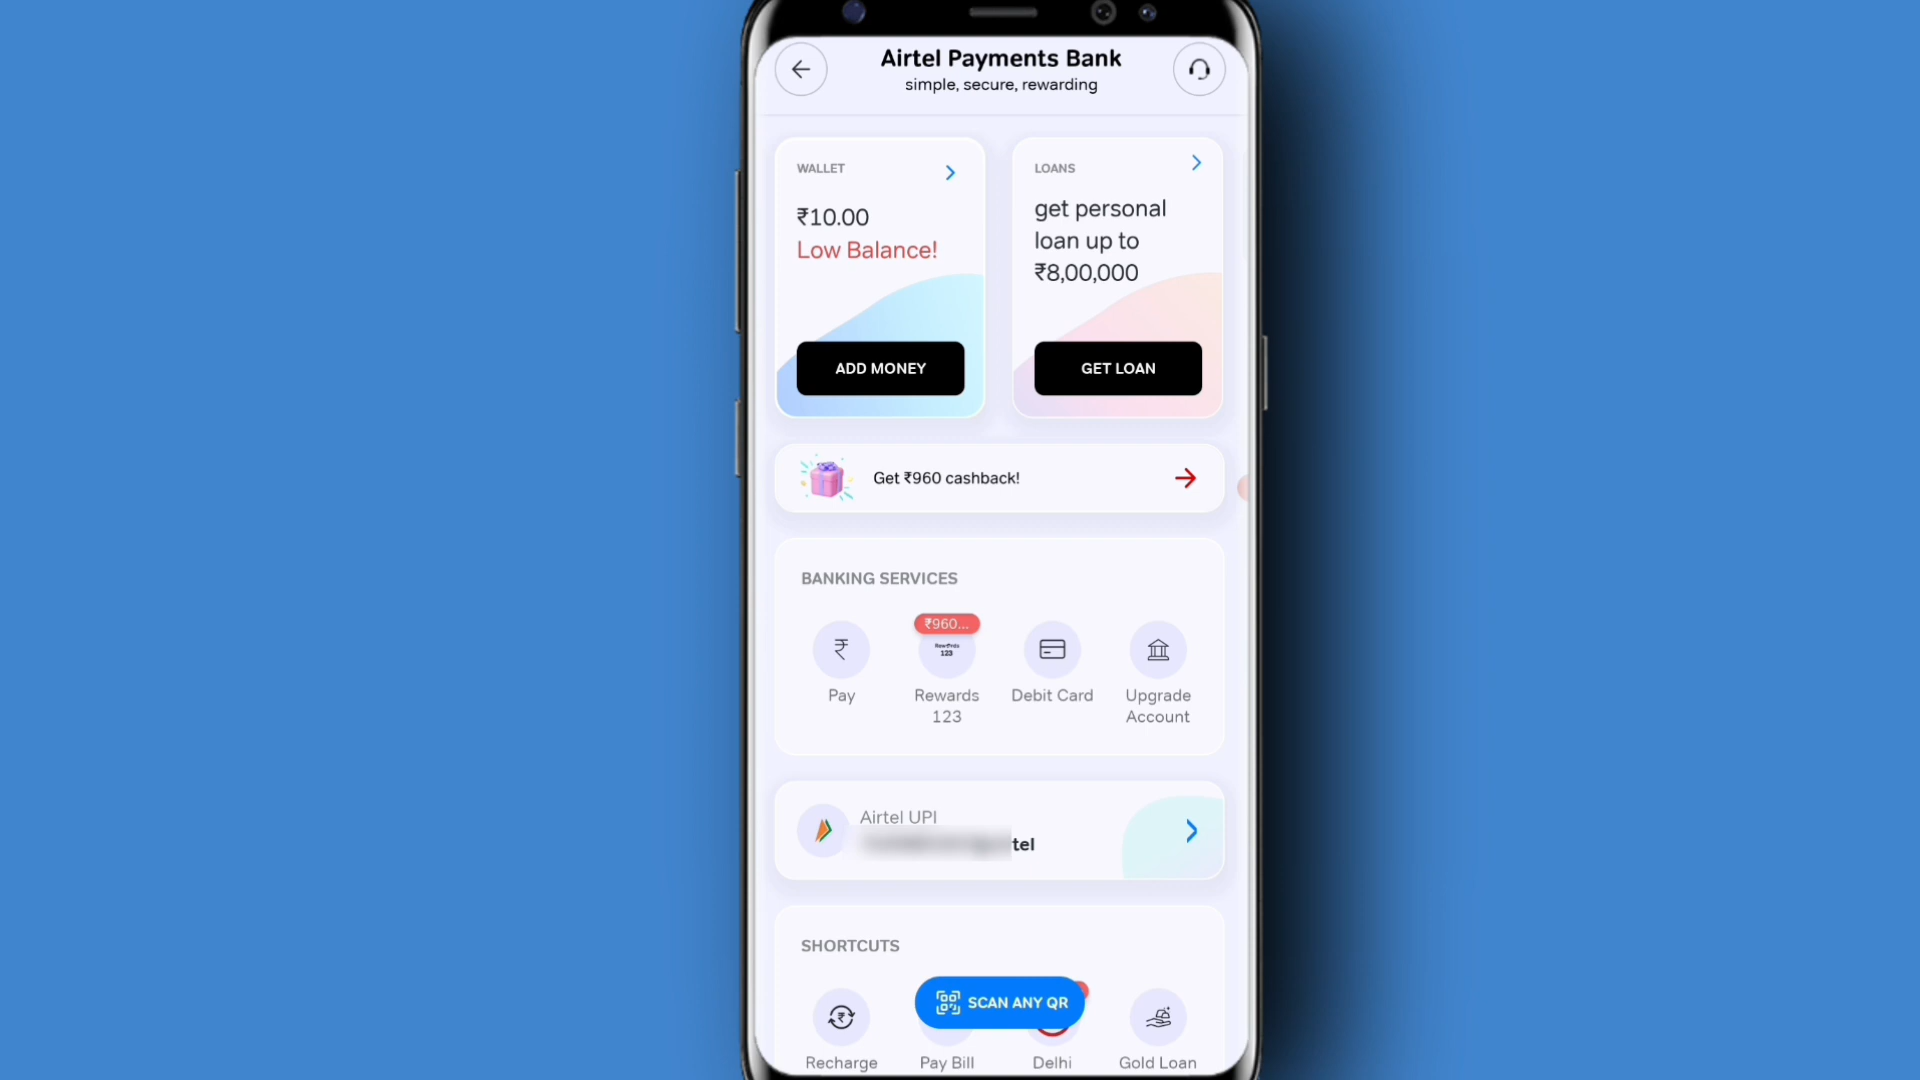 Airtel Payments Bank
simple, secure, rewarding
WALLET
₹10.00
Low Balance!
ADD MONEY
LOANS
get personal
loan up to
₹8,00,000
GET LOAN
Get ₹960 cashback!
BANKING SERVICES
₹960...
123
Pay
Rewards
123
Debit Card
Upgrade
Account
Airtel UPI
tel
SHORTCUTS
SCAN ANY QR
Recharge
Pay Bill
Delhi
Gold Loan